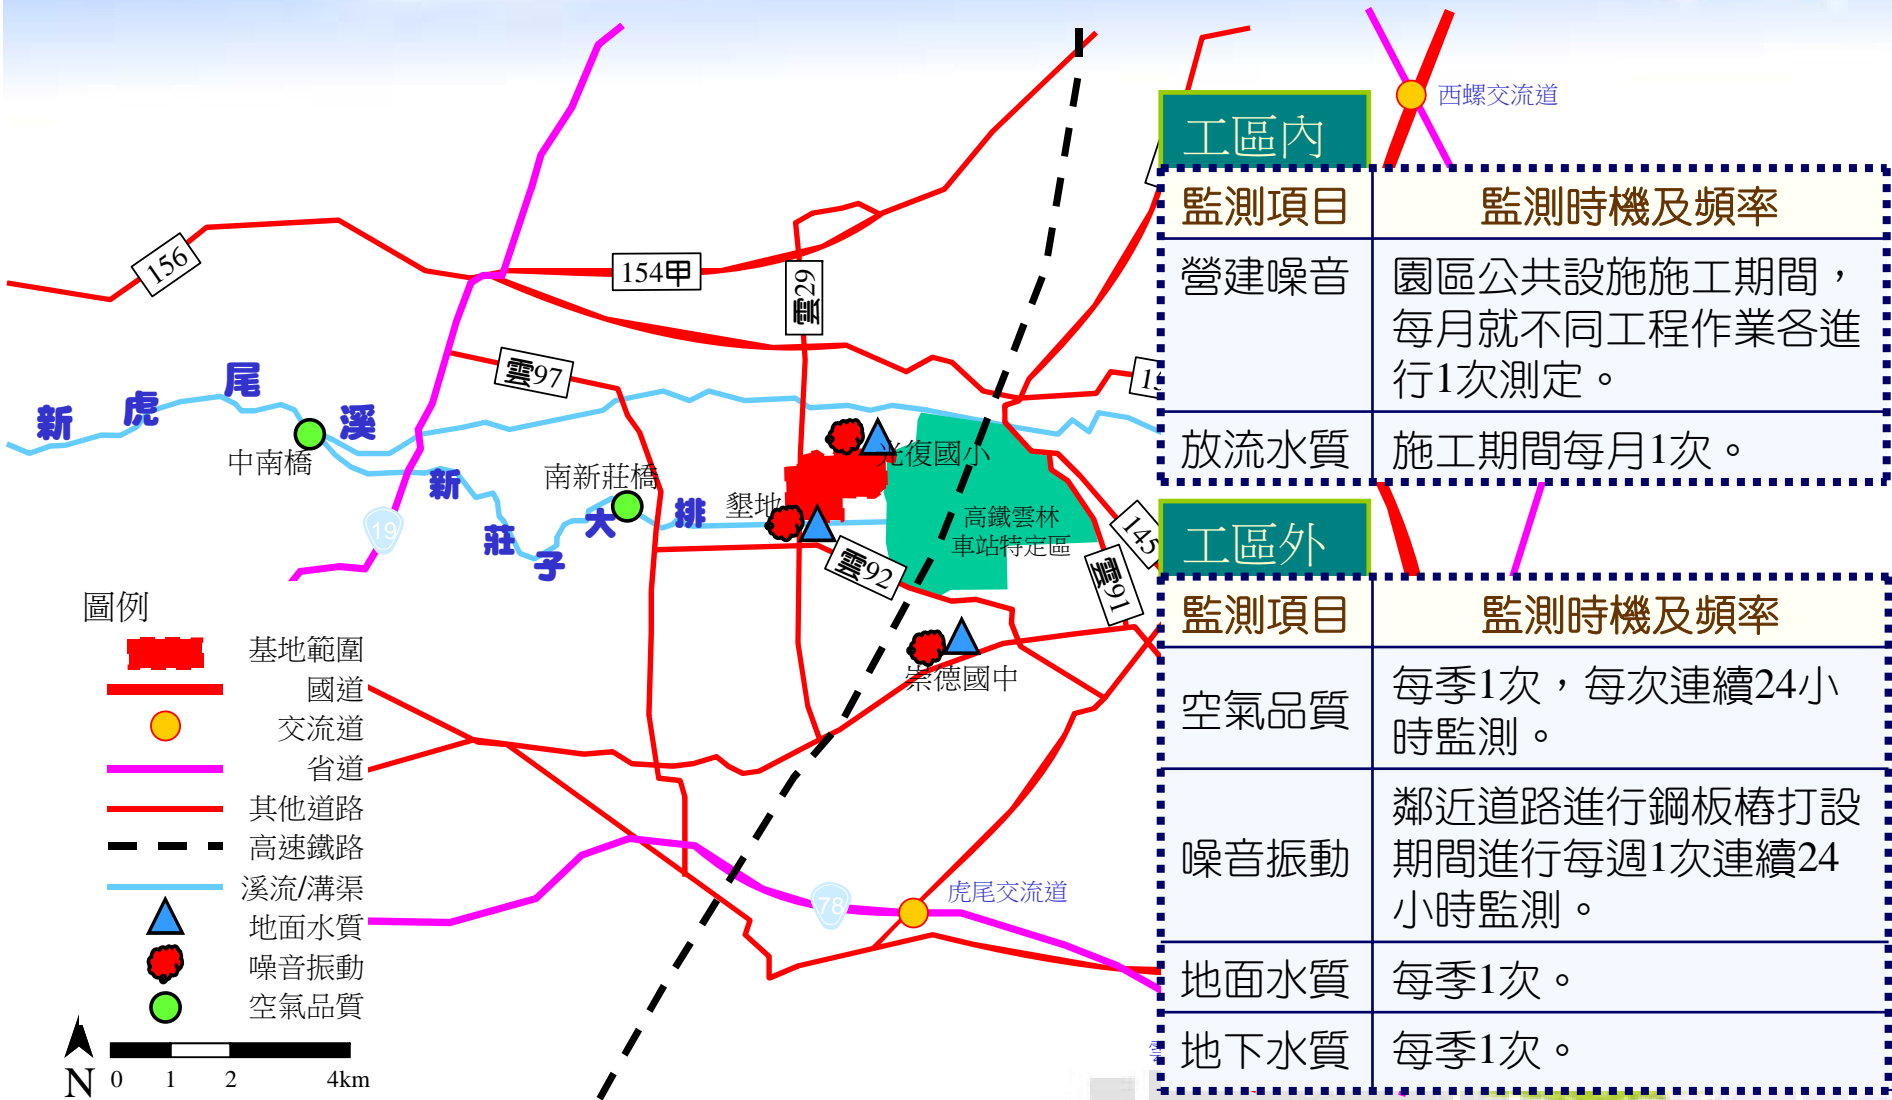 西螺交流道
工區內
監測項目 監測時機及頻率
營建噪音 園區公共設施施工期間，
每月就不同工程作業各進
行1次測定。
放流水質 施工期間每月1次。
工區外
監測項目 監測時機及頻率
空氣品質 每季1次，每次連續24小
時監測。
噪音振動 鄰近道路進行鋼板樁打設
期間進行每週1次連續24
小時監測。
地面水質 每季1次。
地下水質 每季1次。
156
154甲
雲29
雲97
新虎尾溪
中南橋
南新莊橋
新莊子大排
墾地
光復國小
高鐵雲林
車站特定區
19
145
雲92
雲91
崇德國中
78
虎尾交流道
圖例
基地範圍
國道
交流道
省道
其他道路
高速鐵路
溪流/溝渠
地面水質
噪音振動
空氣品質
N 0 1 2 4km